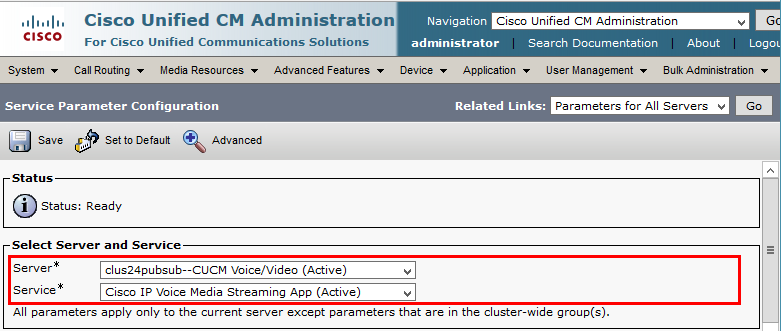 Cisco Unified CM Administration
For Cisco Unified Communications Solutions
CISCO
Navigation Cisco Unified CM Administration Go
administrator | Search Documentation | About | Logou
System Call Routing Media Resources Advanced Features Device Application User Management Bulk Administration
Service Parameter Configuration Related Links: Parameters for All Servers Go
Save Set to Default Advanced
Status
Status: Ready
Select Server and Service
Server* clus24pubsub--CUCM Voice/Video (Active)
Service* Cisco IP Voice Media Streaming App (Active)
All parameters apply only to the current server except parameters that are in the cluster-wide group(s).